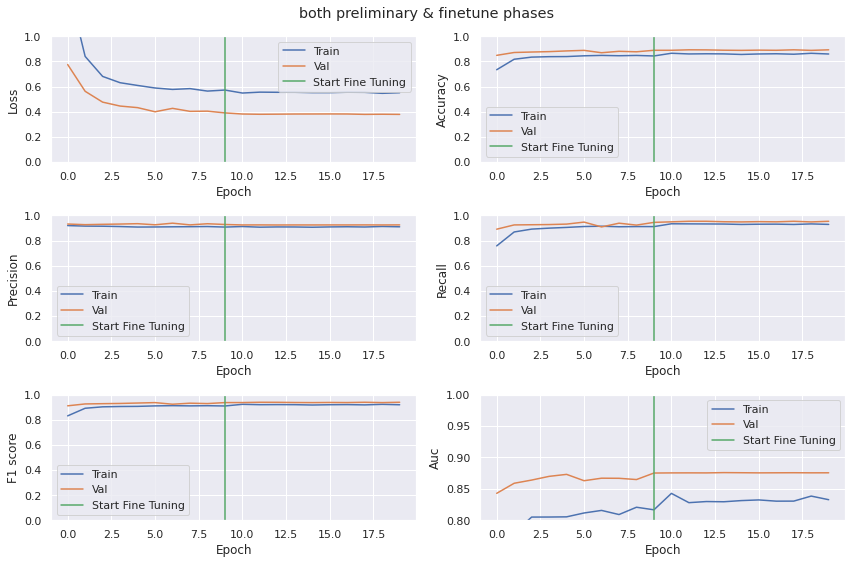 both preliminary & finetune phases
1.0
0.8
0.6
0.4
0.2
0.0
Loss
Train
Val
Start Fine Tuning
0.0 2.5 5.0 7.5 10.0 12.5 15.0 17.5
Epoch
1.0
0.8
0.6
0.4
0.2
0.0
Accuracy
Train
Val
Start Fine Tuning
0.0 2.5 5.0 7.5 10.0 12.5 15.0 17.5
Epoch
1.0
0.8
0.6
0.4
0.2
0.0
Precision
Train
Val
Start Fine Tuning
0.0 2.5 5.0 7.5 10.0 12.5 15.0 17.5
Epoch
1.0
0.8
0.6
0.4
0.2
0.0
Recall
Train
Val
Start Fine Tuning
0.0 2.5 5.0 7.5 10.0 12.5 15.0 17.5
Epoch
1.0
0.8
0.6
0.4
0.2
0.0
F1 score
Train
Val
Start Fine Tuning
0.0 2.5 5.0 7.5 10.0 12.5 15.0 17.5
Epoch
1.00
0.95
0.90
0.85
0.80
Auc
Train
Val
Start Fine Tuning
0.0 2.5 5.0 7.5 10.0 12.5 15.0 17.5
Epoch